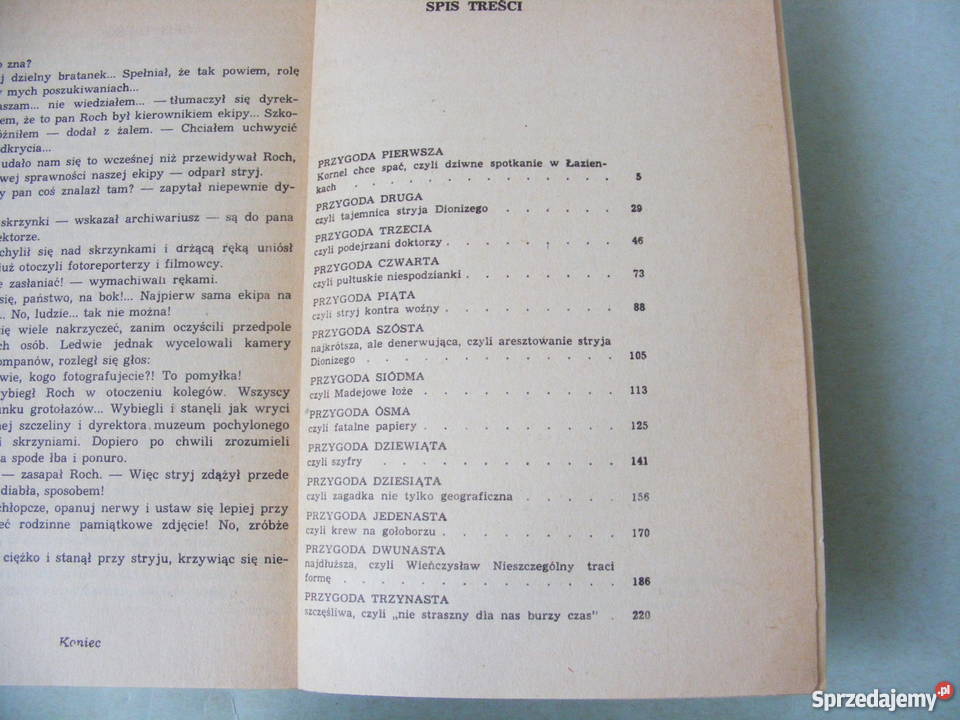 o zna?
j dzielny bratanek... Spełniał, że tak powiem, rolę
mych poszukiwaniach...
aszam... nie wiedziałem... — tłumaczył się dyrek-
em, że to pan Roch był kierownikiem ekipy... Szko-
óźniłem — dodał z żalem. — Chciałem uchwycić
dkrycia...
udało nam się to wcześniej niż przewidywał Roch,
wej sprawności naszej ekipy — odparł stryj.
y pan coś znalazł tam? — zapytał niepewnie dy-
skrzynki — wskazał archiwariusz — są do pana
ektorze.
chylił się nad skrzynkami i drżącą ręką uniósł
uż otoczyli fotoreporterzy i filmowcy.
ę zasłaniać! — wymachiwali rękami.
się, państwo, na bok!... Najpierw sama ekipa na
.. No, ludzie... tak nie można!
ię wiele nakrzyczeć, zanim oczyścili przedpole
ch osób. Ledwie jednak wycelowali kamery
ompanów, rozległ się głos:
wie, kogo fotografujecie?! To pomyłka!
ybiegł Roch w otoczeniu kolegów. Wszyscy
unku grotołazów... Wybiegli i stanęli jak wryci
nej szczeliny i dyrektora muzeum pochylonego
i skrzyniami. Dopiero po chwili zrozumieli
a spode łba i ponuro.
— zasapał Roch. — Więc stryj zdążył przede
diabła, sposobem!
chłopcze, opanuj nerwy i ustaw się lepiej przy
eć rodzinne pamiątkowe zdjęcie! No, zróbże
ciężko i stanął przy stryju, krzywiąc się nie-
Koniec
SPIS TREŚCI
PRZYGODA PIERWSZA
Kornel chce spać, czyli dziwne spotkanie w Łazien-
kach . . . . . . . . . . . . . 5
PRZYGODA DRUGA
czyli tajemnica stryja Dionizego . . . . . . 29
PRZYGODA TRZECIA
czyli podejrzani doktorzy . . . . . . . . 46
PRZYGODA CZWARTA
czyli pułtuskie niespodzianki . . . . . . . 73
PRZYGODA PIĄTA
czyli stryj kontra woźny . . . . . . . . 88
PRZYGODA SZÓSTA
najkrótsza, ale denerwująca, czyli aresztowanie stryja
Dionizego . . . . . . . . . . . . 105
PRZYGODA SIÓDMA
czyli Madejowe łoże . . . . . . . . . 113
PRZYGODA ÓSMA
czyli fatalne papiery . . . . . . . . . 125
PRZYGODA DZIEWIĄTA
czyli szyfry . . . . . . . . . . . 141
PRZYGODA DZIESIĄTA
czyli zagadka nie tylko geograficzna . . . . . 156
PRZYGODA JEDENASTA
czyli krew na gołoborzu . . . . . . . . 170
PRZYGODA DWUNASTA
najdłuższa, czyli Wieńczysław Nieszczególny traci
formę . . . . . . . . . . . . . 186
PRZYGODA TRZYNASTA
szczęśliwa, czyli „nie straszny dla nas burzy czas" . 220
Sprzedajemy.pl